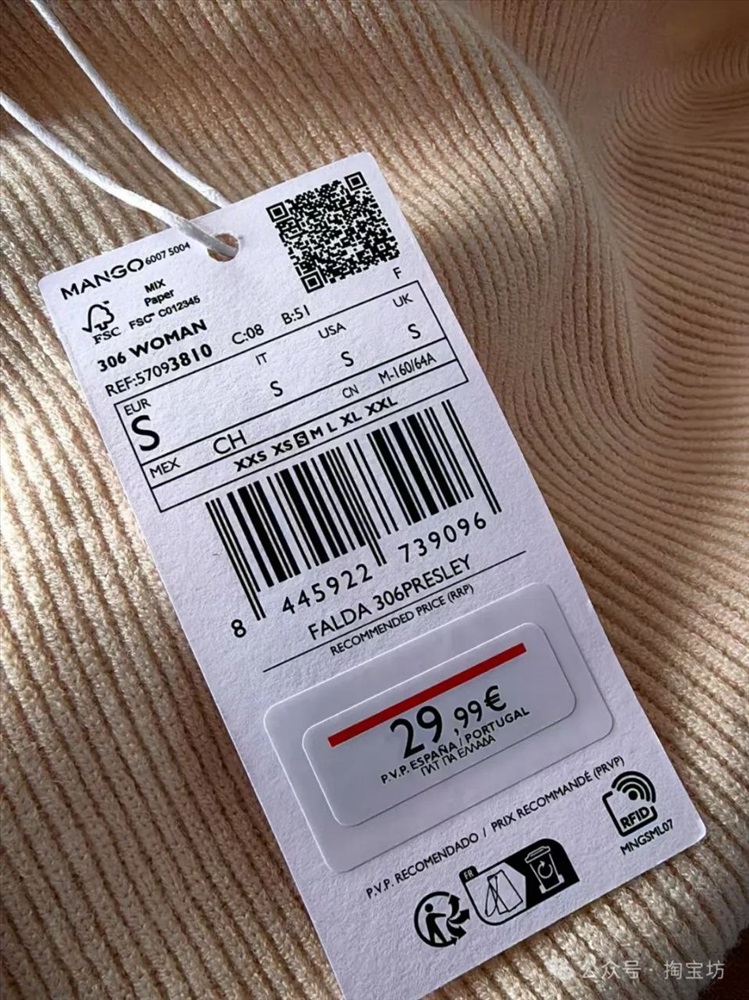 MANGO 6007 5004
MIX
Paper
FSC® C012345
FSC
306 WOMAN
REF:57093810 C:08 B:51 F
EUR IT USA UK
S S S S
MEX CH CN M-160/64A
XXS XS S M L XL XXL
8 445922 739096
FALDA 306PRESLEY
RECOMMENDED PRICE (RRP)
29,99€
P.V.P. ESPAÑA / PORTUGAL
ΠΛΤ ΠΑ ΕΛΛΑΔΑ
P.V.P. RECOMENDADO / PRIX RECOMMANDÉ (PRVP)
RFID
MNGSML07
FR
公众号 · 淘宝坊